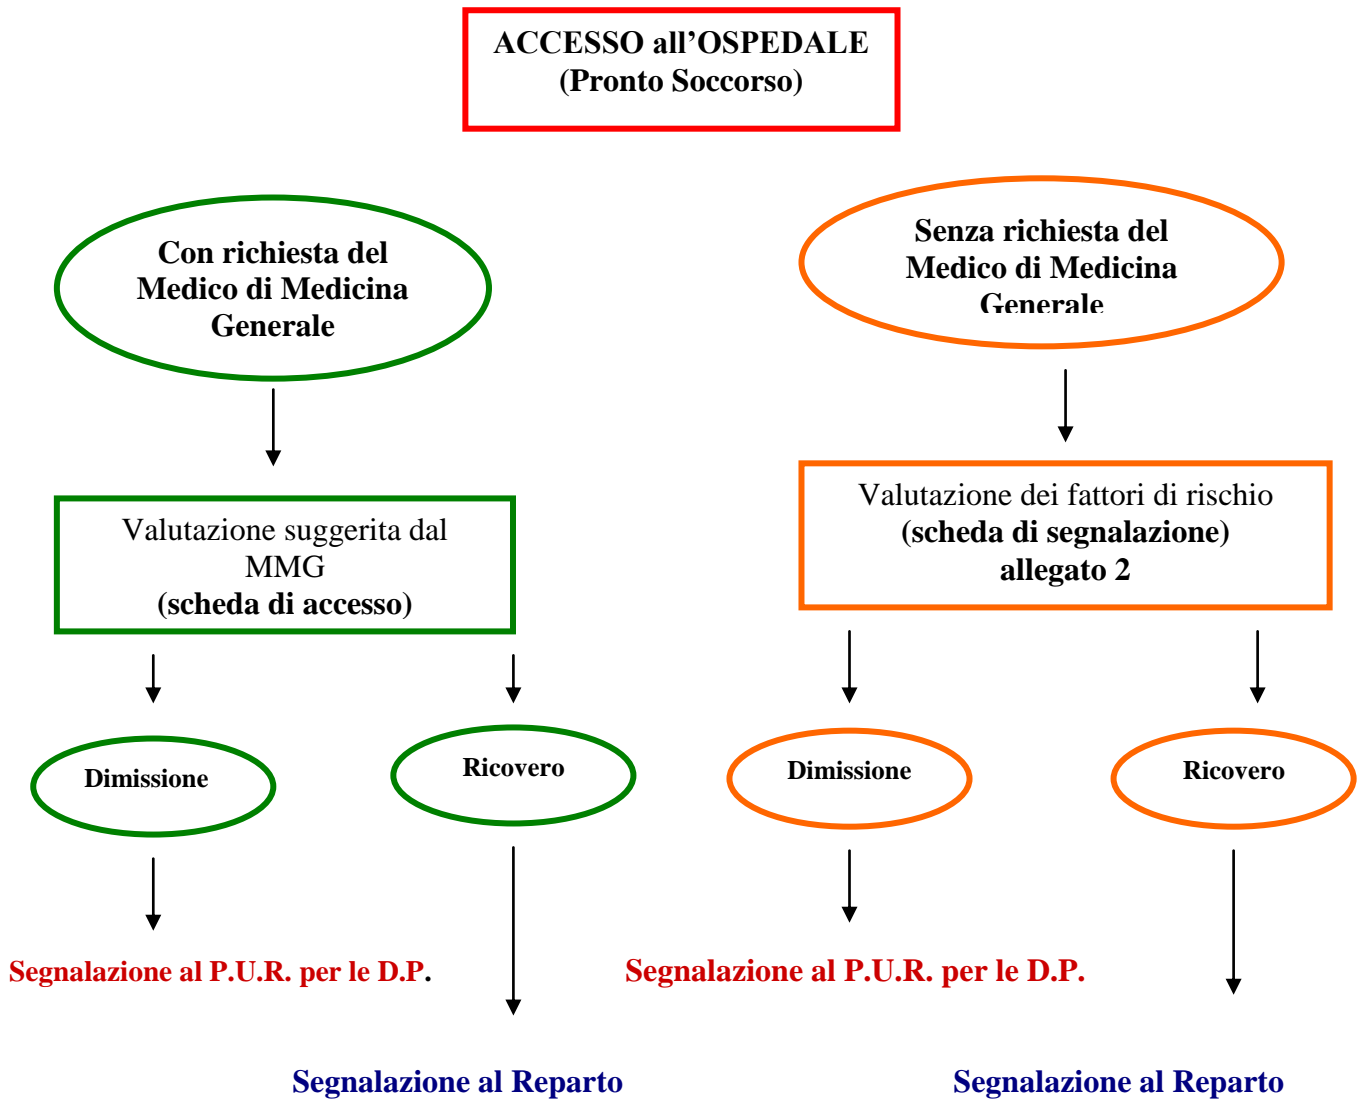 ACCESSO all’OSPEDALE
(Pronto Soccorso)
Con richiesta del
Medico di Medicina
Generale
Senza richiesta del
Medico di Medicina
Generale
Valutazione suggerita dal
MMG
(scheda di accesso)
Valutazione dei fattori di rischio
(scheda di segnalazione)
allegato 2
Dimissione
Ricovero
Dimissione
Ricovero
Segnalazione al P.U.R. per le D.P.
Segnalazione al P.U.R. per le D.P.
Segnalazione al Reparto
Segnalazione al Reparto